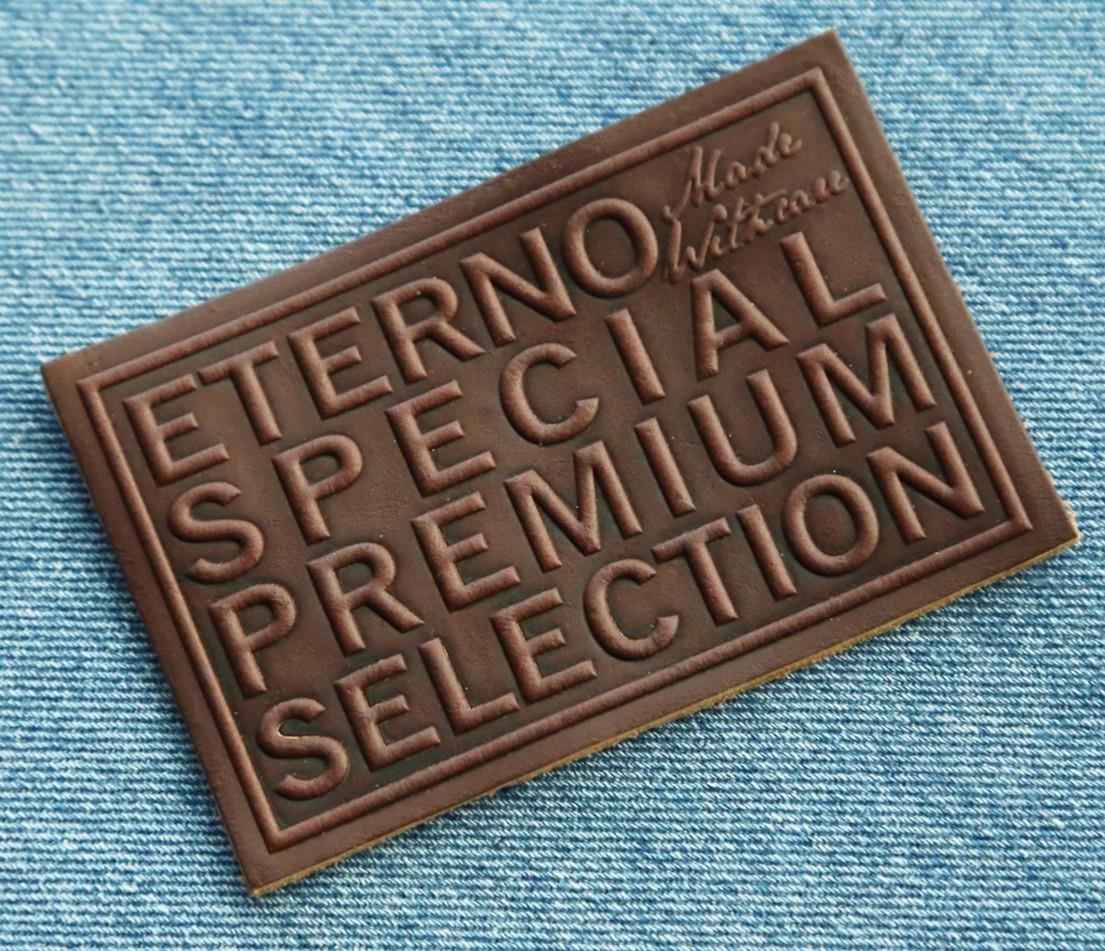 ETERNO
Made
With care
SPECIAL
PREMIUM
SELECTION